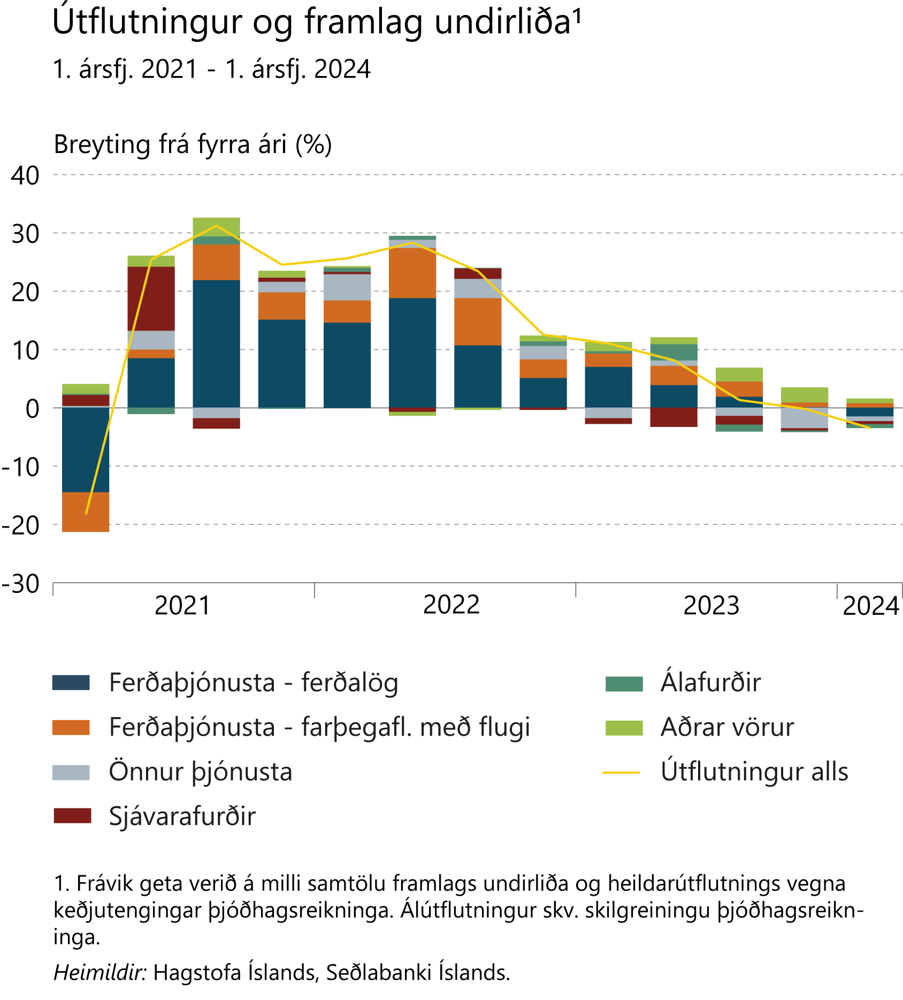 Útflutningur og framlag undirliða¹
1. ársfj. 2021 - 1. ársfj. 2024
Breyting frá fyrra ári (%)
40
30
20
10
0
-10
-20
-30
2021
2022
2023
2024
Ferðaþjónusta - ferðalög
Ferðaþjónusta - farþegafl. með flugi
Önnur þjónusta
Sjávarafurðir
Álafurðir
Aðrar vörur
Útflutningur alls
1. Frávik geta verið á milli samtölu framlags undirliða og heildarútflutnings vegna
keðjutengingar þjóðhagsreikninga. Álútflutningur skv. skilgreiningu þjóðhagsreikn-
inga.
Heimildir: Hagstofa Íslands, Seðlabanki Íslands.